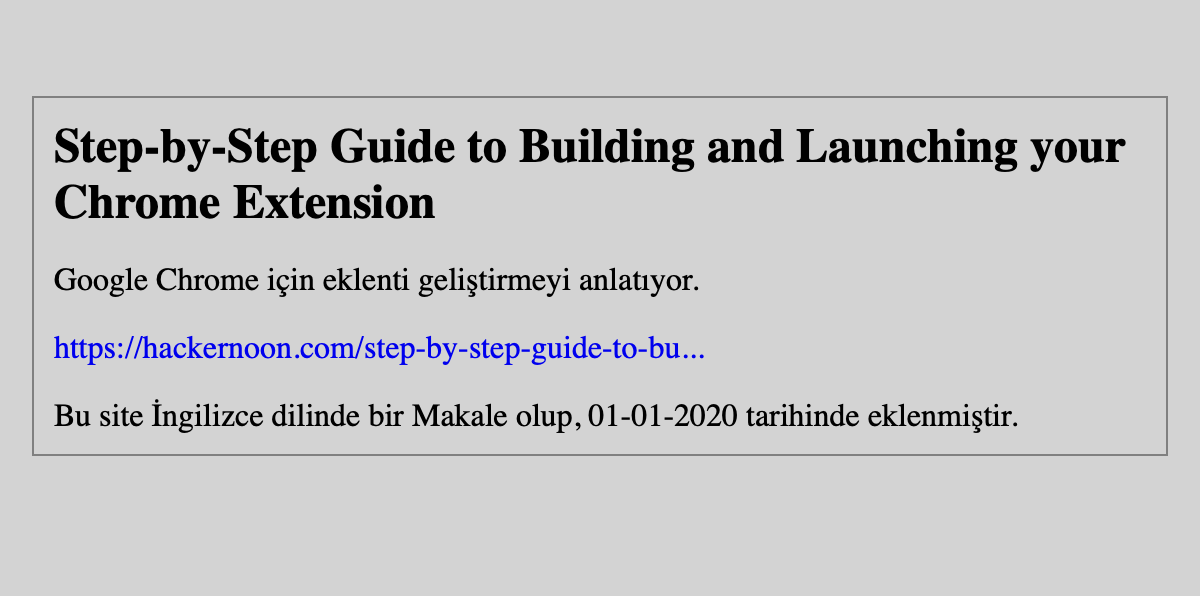 Step-by-Step Guide to Building and Launching your
Chrome Extension
Google Chrome için eklenti geliştirmeyi anlatıyor.
https://hackernoon.com/step-by-step-guide-to-bu...
Bu site İngilizce dilinde bir Makale olup, 01-01-2020 tarihinde eklenmiştir.